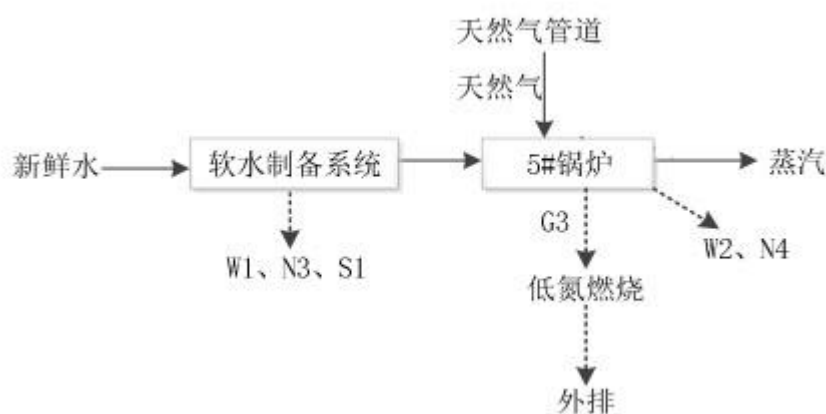 天然气管道
天然气
新鲜水
软水制备系统
5#锅炉
蒸汽
W1、N3、S1
G3
W2、N4
低氮燃烧
外排